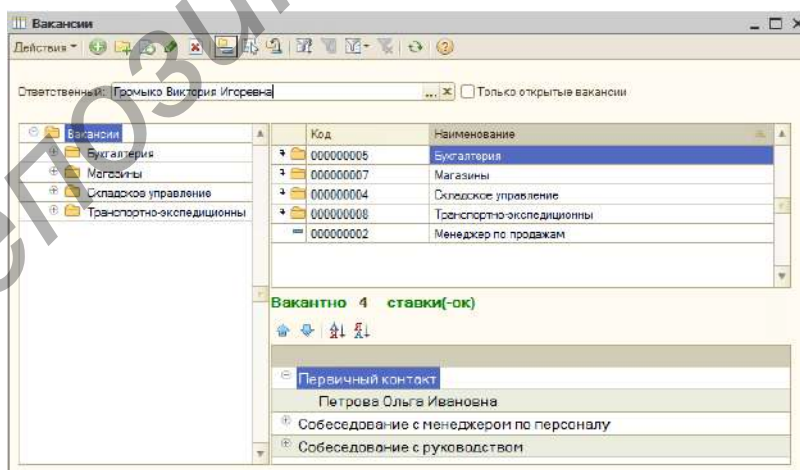 Вакансии
Действия
Ответственный: Громыко Виктория Игоревна ... Только открытые вакансии
Вакансии
Бухгалтерия
Магазины
Складское управление
Транспортно-экспедиционны
Код Наименование
000000005 Бухгалтерия
000000007 Магазины
000000004 Складское управление
000000008 Транспортно-экспедиционны
000000002 Менеджер по продажам
Вакантно 4 ставки(-ок)
Первичный контакт
Петрова Ольга Ивановна
Собеседование с менеджером по персоналу
Собеседование с руководством